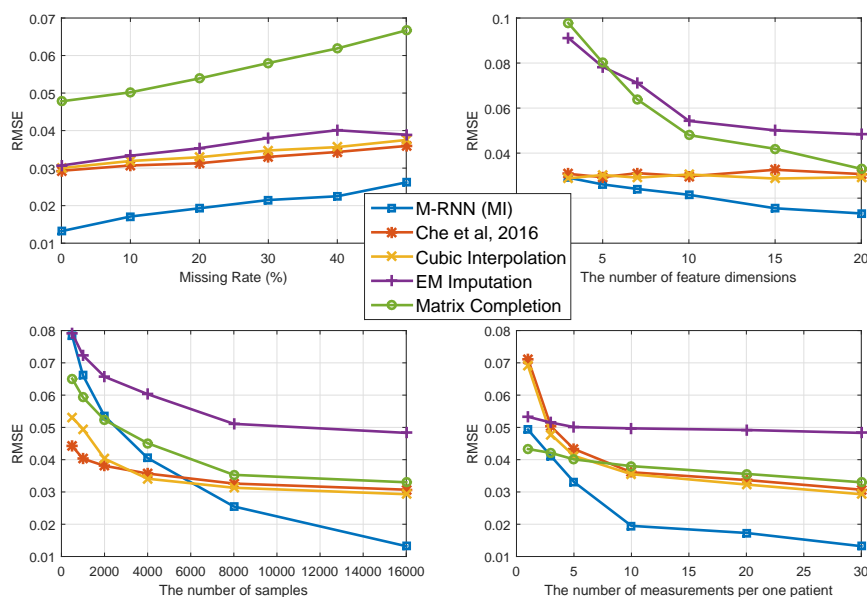 0.07
0.06
0.05
0.04
0.03
0.02
0.01
RMSE
0 10 20 30 40
Missing Rate (%)
0.1
0.08
0.06
0.04
RMSE
5 10 15 20
The number of feature dimensions
M-RNN (MI)
Che et al, 2016
Cubic Interpolation
EM Imputation
Matrix Completion
0.08
0.07
0.06
0.05
0.04
0.03
0.02
0.01
RMSE
0 2000 4000 6000 8000 10000 12000 14000 16000
The number of samples
0.08
0.07
0.06
0.05
0.04
0.03
0.02
0.01
RMSE
0 5 10 15 20 25 30
The number of measurements per one patient